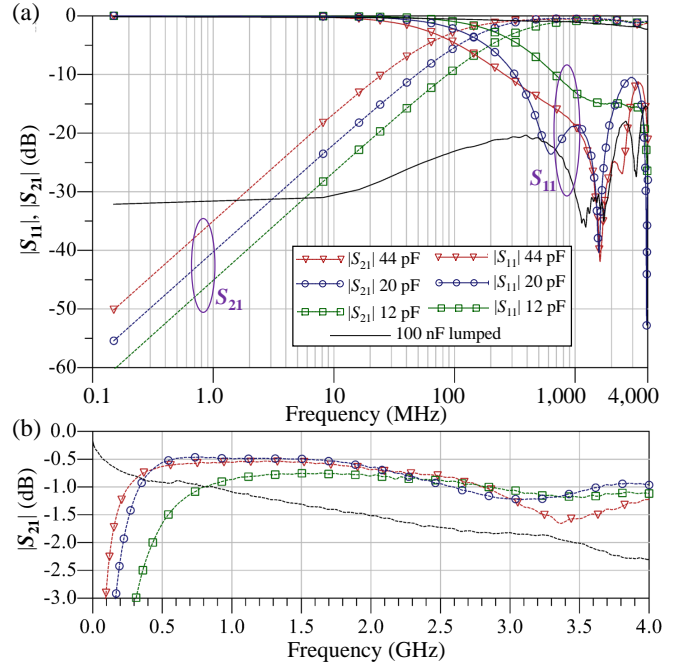 (a)
0
-10
-20
-30
-40
-50
-60
|S11|, |S21| (dB)
S11
S21
|S21| 44 pF
|S11| 44 pF
|S21| 20 pF
|S11| 20 pF
|S21| 12 pF
|S11| 12 pF
100 nF lumped
0.1
1.0
10
100
1,000
4,000
Frequency (MHz)
(b)
0.0
-0.5
-1.0
-1.5
-2.0
-2.5
-3.0
|S21| (dB)
0.0
0.5
1.0
1.5
2.0
2.5
3.0
3.5
4.0
Frequency (GHz)